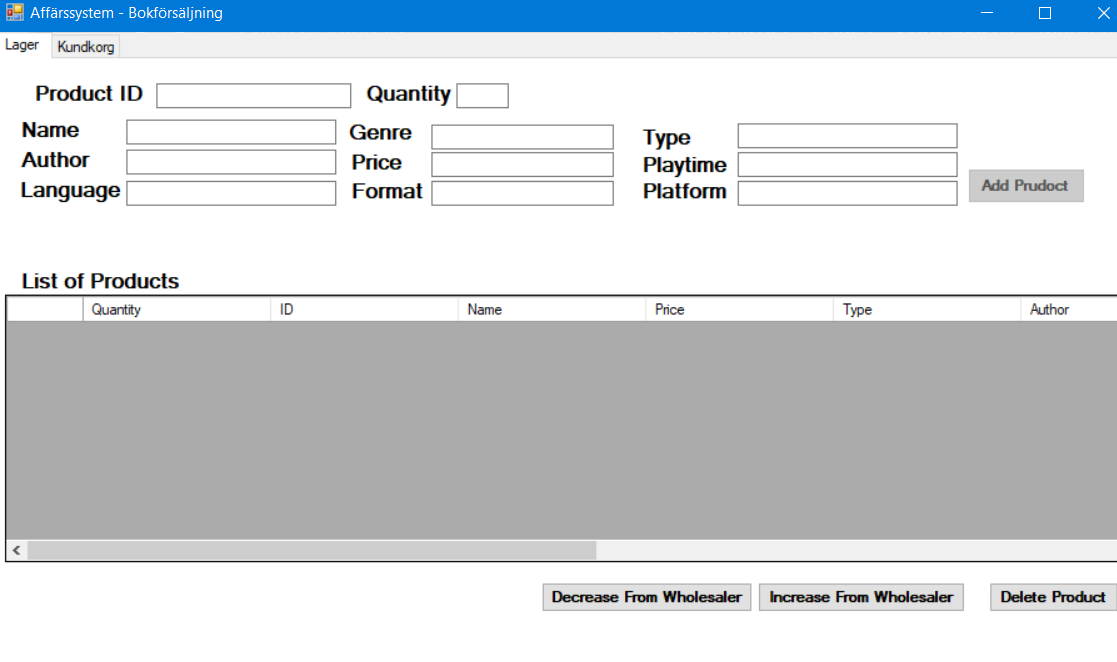 Affärssystem - Bokförsäljning
Lager Kundkorg
Product ID Quantity
Name Genre Type
Author Price Playtime
Language Format Platform
Add Prudoct
List of Products
Quantity ID Name Price Type Author
Decrease From Wholesaler Increase From Wholesaler Delete Product